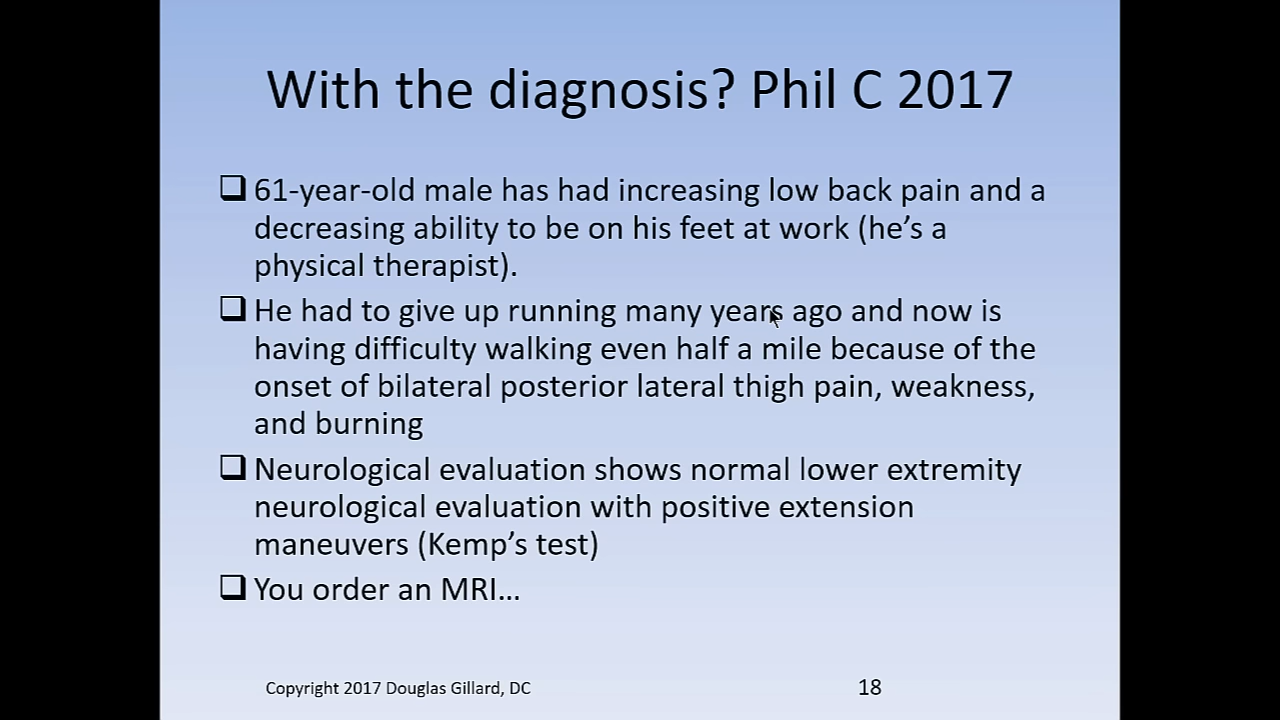 With the diagnosis? Phil C 2017
❑ 61-year-old male has had increasing low back pain and a
decreasing ability to be on his feet at work (he’s a
physical therapist).
❑ He had to give up running many years ago and now is
having difficulty walking even half a mile because of the
onset of bilateral posterior lateral thigh pain, weakness,
and burning
❑ Neurological evaluation shows normal lower extremity
neurological evaluation with positive extension
maneuvers (Kemp’s test)
❑ You order an MRI…
Copyright 2017 Douglas Gillard, DC
18